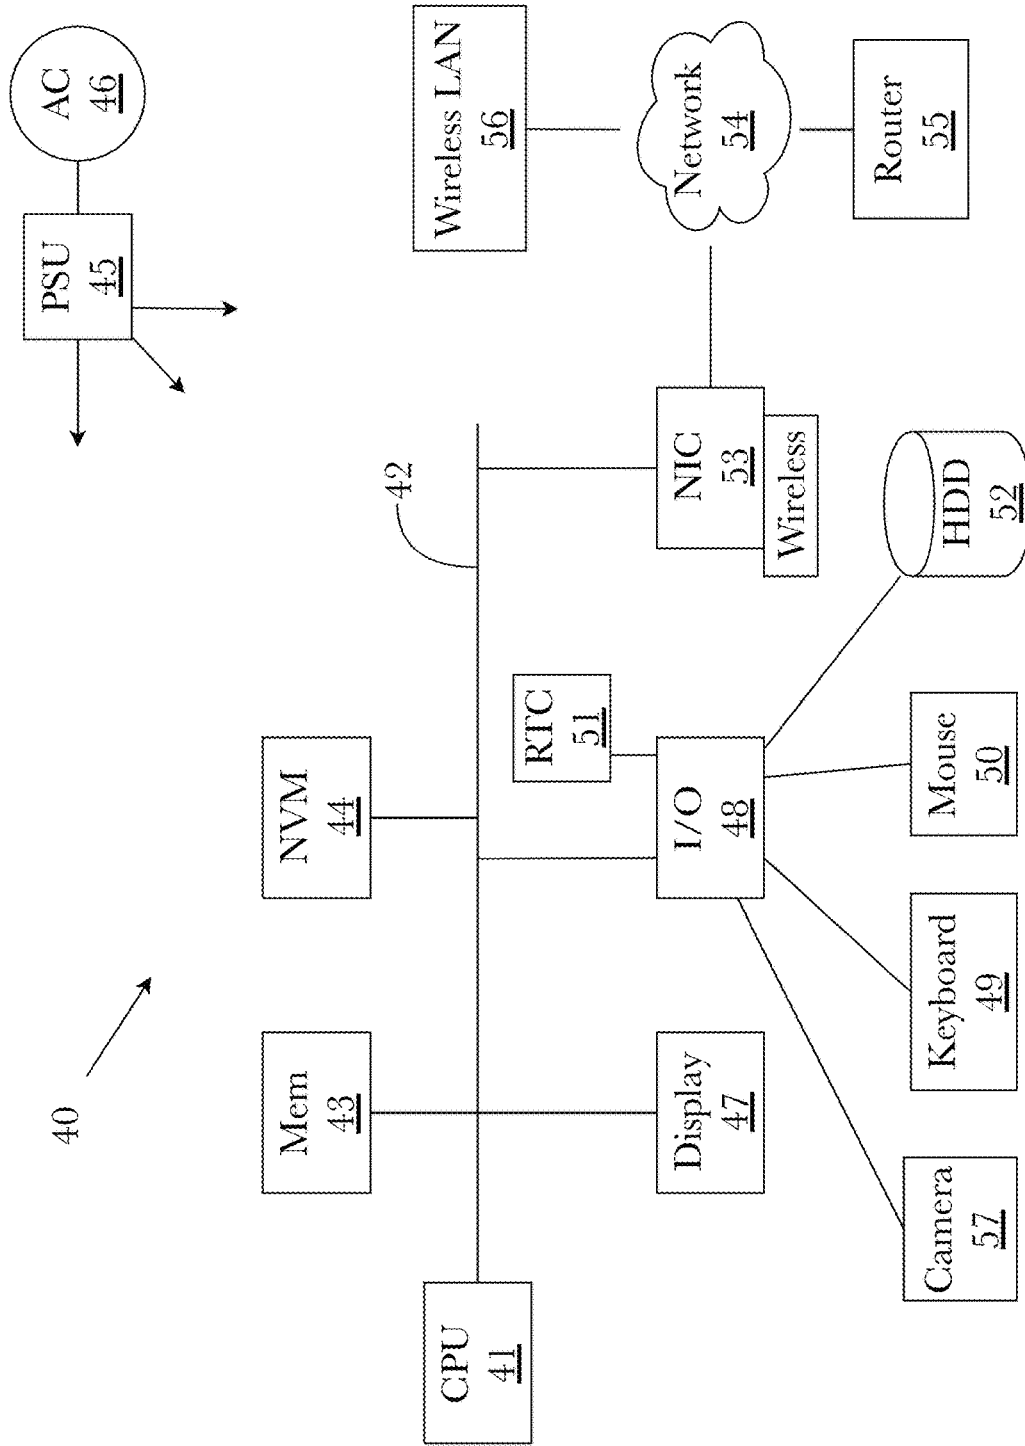 40
CPU
41
42
Mem
43
NVM
44
PSU
45
AC
46
Display
47
I/O
48
RTC
51
NIC
53
Wireless
Network
54
Wireless LAN
56
Router
55
Camera
57
Keyboard
49
Mouse
50
HDD
52